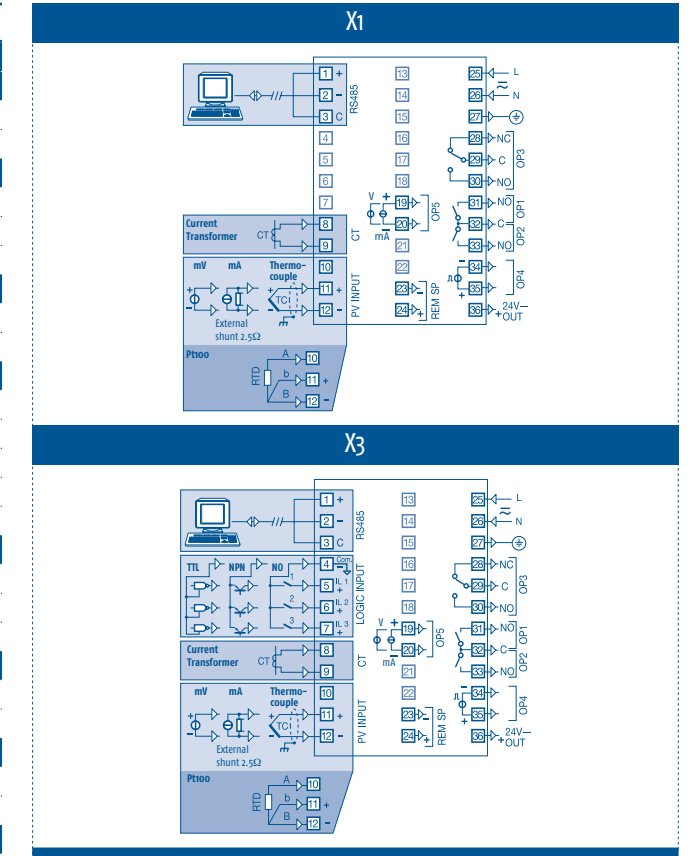 X1
1 + 13 25 L
2 - 14 26 N
RS485
3 C 15 27
4 16 28 NC
5 17 29 C OP3
6 18 30 NO
7 V + 19 31 NO OP1
Current Transformer CT 8 CT mA - 20 OP5 32 C OP2
9 21 33 NO
mV mA Thermo-couple 10 22 34 -
+ - + TC + 11 + PV INPUT 23 - REM SP + 35 OP4
- 12 - 24 + 36 + 24V OUT
External
shunt 2.5Ω
Pt100
RTD
A 10
b 11 +
B 12 -
X3
1 + 13 25 L
2 - 14 26 N
RS485
3 C 15 27
TTL NPN NO 4 Com. - 16 28 NC
1 5 IL 1 + LOGIC INPUT 17 29 C OP3
2 6 IL 2 + 18 30 NO
3 7 IL 3 + V + 19 31 NO OP1
Current Transformer CT 8 CT mA - 20 OP5 32 C OP2
9 21 33 NO
mV mA Thermo-couple 10 22 34 -
+ - + TC + 11 + PV INPUT 23 - REM SP + 35 OP4
- 12 - 24 + 36 + 24V OUT
External
shunt 2.5Ω
Pt100
RTD
A 10
b 11 +
B 12 -